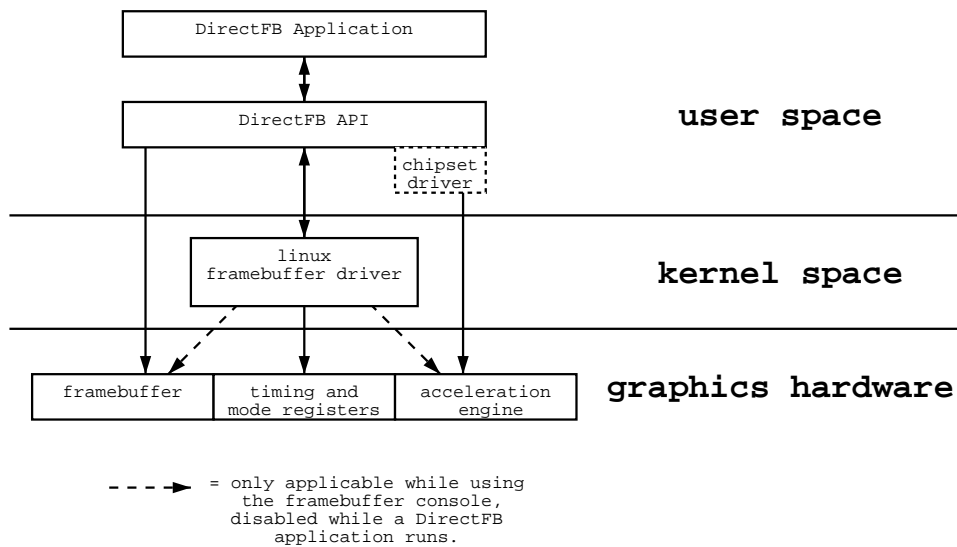 DirectFB Application
DirectFB API
user space
chipset
driver
linux
framebuffer driver
kernel space
framebuffer
timing and
mode registers
acceleration
engine
graphics hardware
= only applicable while using
the framebuffer console,
disabled while a DirectFB
application runs.